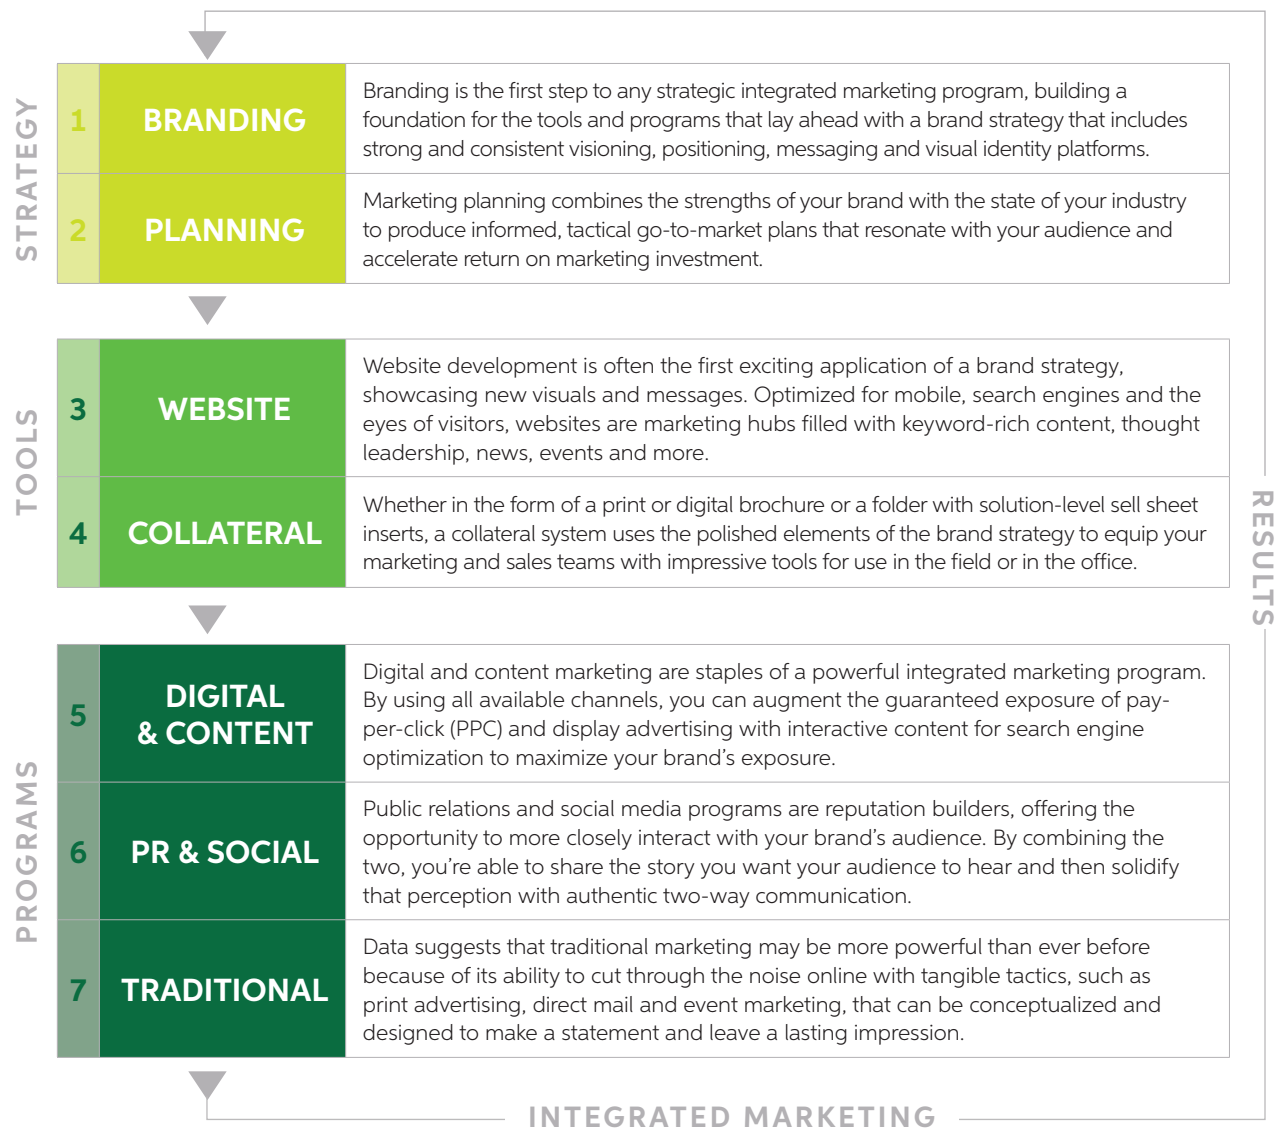 STRATEGY
1
BRANDING
Branding is the first step to any strategic integrated marketing program, building a
foundation for the tools and programs that lay ahead with a brand strategy that includes
strong and consistent visioning, positioning, messaging and visual identity platforms.
2
PLANNING
Marketing planning combines the strengths of your brand with the state of your industry
to produce informed, tactical go-to-market plans that resonate with your audience and
accelerate return on marketing investment.
TOOLS
3
WEBSITE
Website development is often the first exciting application of a brand strategy,
showcasing new visuals and messages. Optimized for mobile, search engines and the
eyes of visitors, websites are marketing hubs filled with keyword-rich content, thought
leadership, news, events and more.
4
COLLATERAL
Whether in the form of a print or digital brochure or a folder with solution-level sell sheet
inserts, a collateral system uses the polished elements of the brand strategy to equip your
marketing and sales teams with impressive tools for use in the field or in the office.
PROGRAMS
5
DIGITAL
& CONTENT
Digital and content marketing are staples of a powerful integrated marketing program.
By using all available channels, you can augment the guaranteed exposure of pay-
per-click (PPC) and display advertising with interactive content for search engine
optimization to maximize your brand's exposure.
6
PR & SOCIAL
Public relations and social media programs are reputation builders, offering the
opportunity to more closely interact with your brand's audience. By combining the
two, you're able to share the story you want your audience to hear and then solidify
that perception with authentic two-way communication.
7
TRADITIONAL
Data suggests that traditional marketing may be more powerful than ever before
because of its ability to cut through the noise online with tangible tactics, such as
print advertising, direct mail and event marketing, that can be conceptualized and
designed to make a statement and leave a lasting impression.
INTEGRATED MARKETING
RESULTS